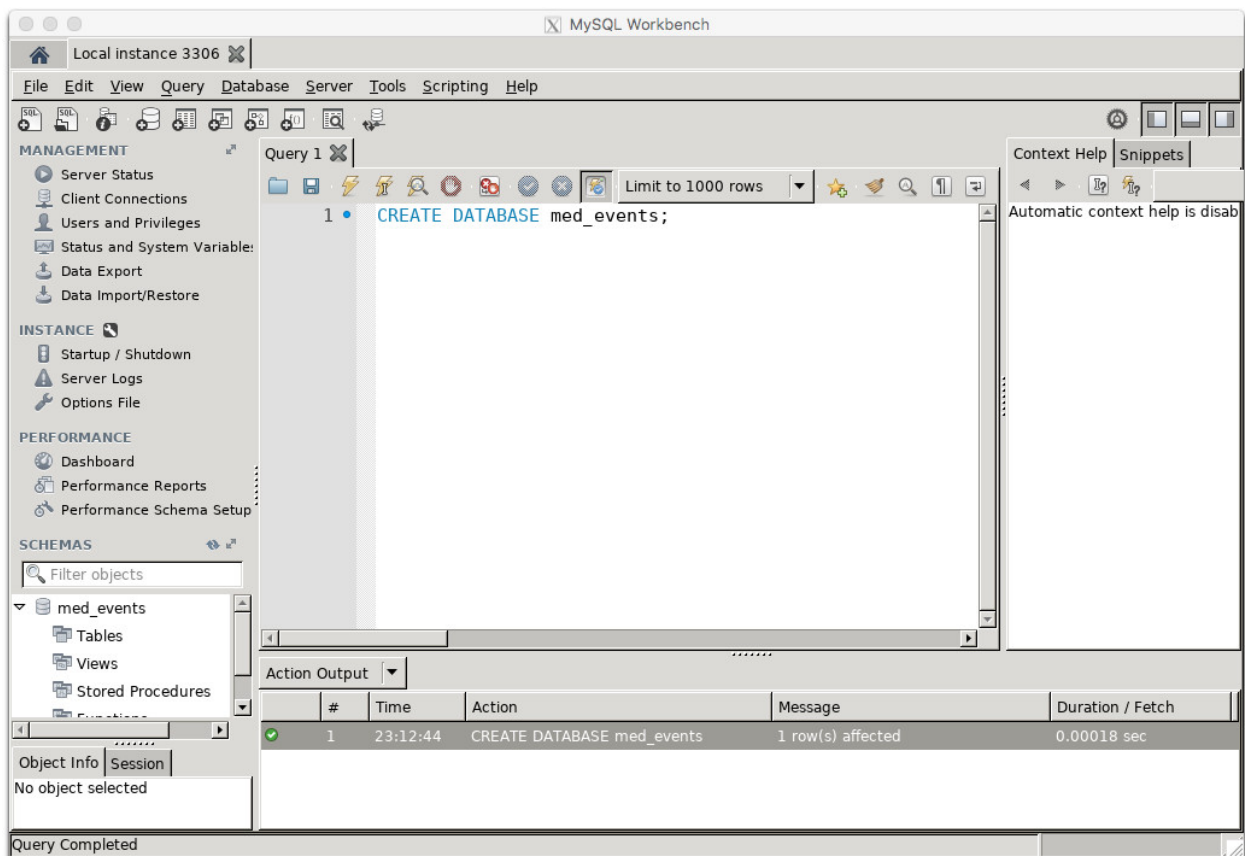 MySQL Workbench
Local instance 3306
File Edit View Query Database Server Tools Scripting Help
MANAGEMENT
Server Status
Client Connections
Users and Privileges
Status and System Variable
Data Export
Data Import/Restore
INSTANCE
Startup / Shutdown
Server Logs
Options File
PERFORMANCE
Dashboard
Performance Reports
Performance Schema Setup
SCHEMAS
Filter objects
med_events
Tables
Views
Stored Procedures
Object Info Session
No object selected
Query 1
Limit to 1000 rows
1 CREATE DATABASE med_events;
Context Help Snippets
Automatic context help is disab
Action Output
# Time Action Message Duration / Fetch
1 23:12:44 CREATE DATABASE med_events 1 row(s) affected 0.00018 sec
Query Completed